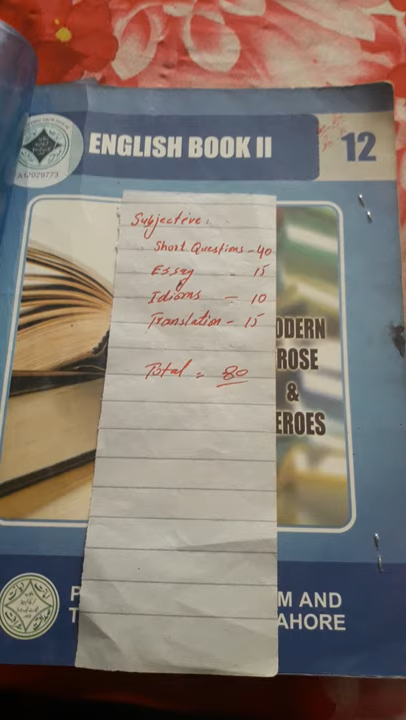 ENGLISH BOOK II
12
Subjective:
Short Questions - 40
Essay 15
Idioms - 10
Translation - 15
Total = 80
ODERN
ROSE
&
EROES
M AND
AHORE